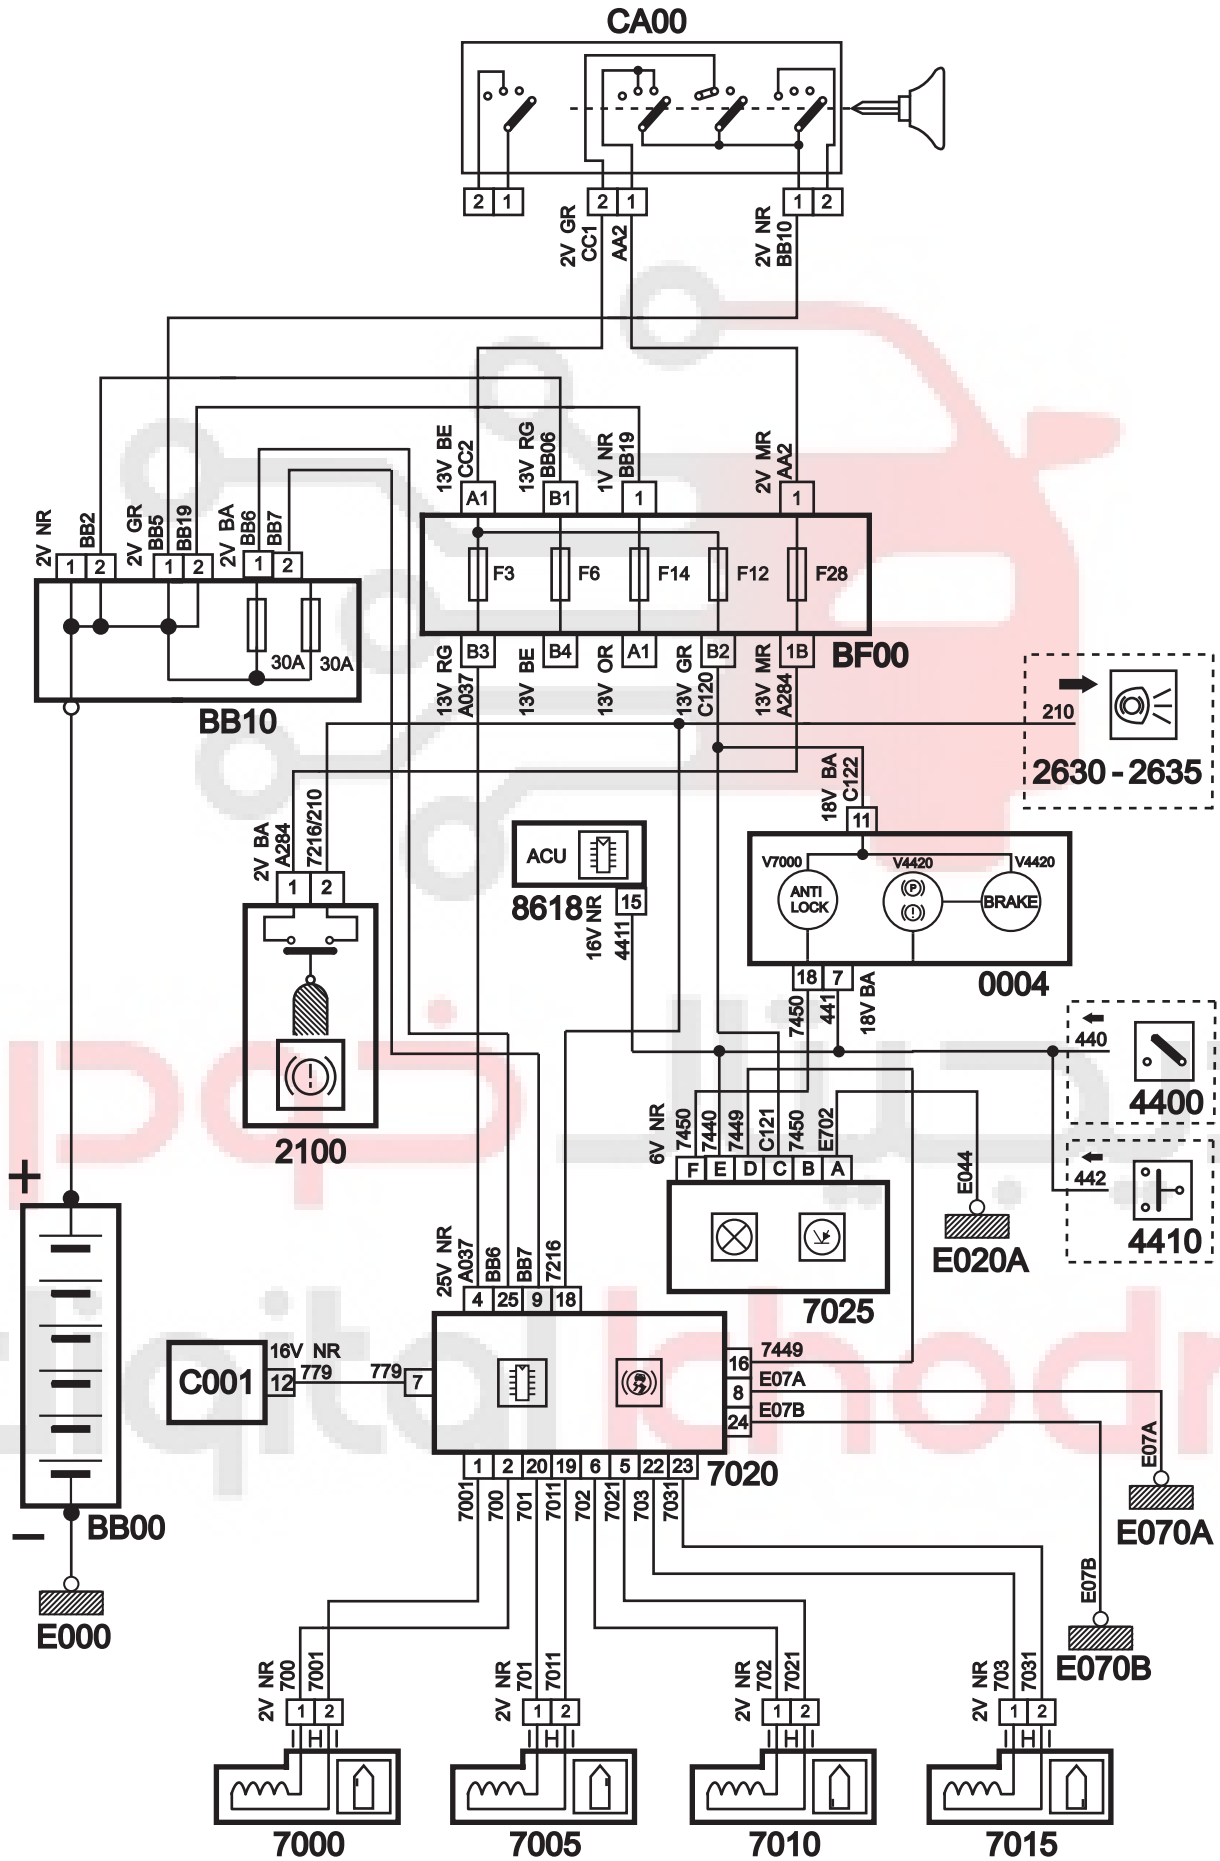 CA00
2 1
2 1
1 2
2V GR
CC1
AA2
2V NR
BB10
13V BE
CC2
13V RG
BB06
1V NR
BB19
2V MR
AA2
A1
B1
1
1
2V NR
BB2
2V GR
BB5
BB19
2V BA
BB6
BB7
1 2
1 2
1 2
F3
F6
F14
F12
F28
30A
30A
BB10
B3
B4
A1
B2
1B
BF00
13V RG
A037
13V BE
13V OR
13V GR
C120
13V MR
A284
210
2630 - 2635
18V BA
C122
11
2V BA
A284
7216/210
1 2
ACU
8618
15
16V NR
4411
V7000
V4420
V4420
ANTI
LOCK
P
!
BRAKE
18 7
0004
7450
441
18V BA
!
2100
440
4400
442
4410
6V NR
7450
7440
7449
C121
7450
E702
F E D C B A
E044
E020A
7025
+
25V NR
A037
BB6
BB7
7216
4 25 9 18
C001
16V NR
12
779
779
7
16
7449
8
E07A
24
E07B
1 2 20 19 6 5 22 23
7020
7001
700
701
7011
702
7021
703
7031
–
BB00
E000
E07A
E070A
E07B
E070B
2V NR
700
7001
1 2
H
7000
2V NR
701
7011
1 2
H
7005
2V NR
702
7021
1 2
H
7010
2V NR
703
7031
1 2
H
7015
digital khodro